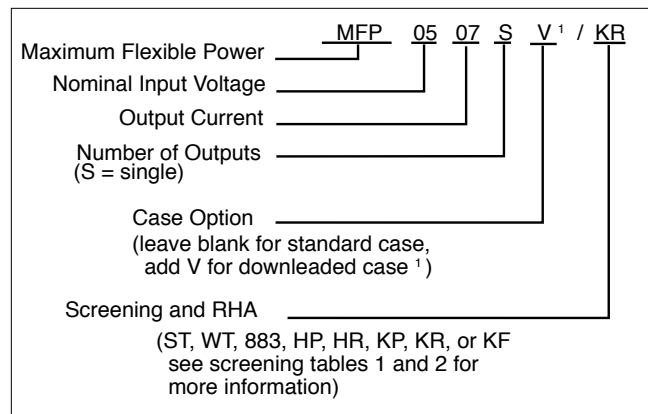 MFP 05 07 S V ¹ / KR
Maximum Flexible Power
Nominal Input Voltage
Output Current
Number of Outputs
(S = single)
Case Option
(leave blank for standard case,
add V for downleaded case ¹ )
Screening and RHA
(ST, WT, 883, HP, HR, KP, KR, or KF
see screening tables 1 and 2 for
more information)